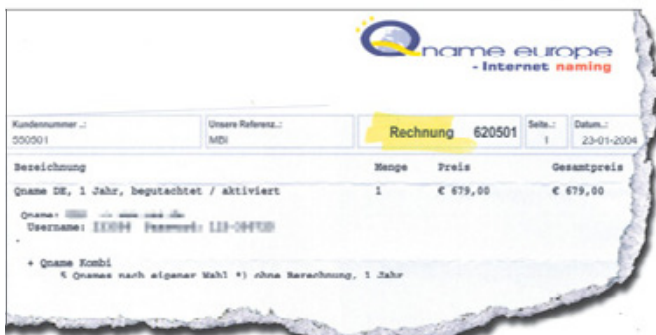 Qname europe
- Internet naming
Kundennummer ..: Unsere Referenz..: Rechnung 620501 Seite..: Datum..:
550501 MBI 1 23-01-2004
Bezeichnung Menge Preis Gesamtpreis
Qname DE, 1 Jahr, begutachtet / aktiviert 1 € 679,00 € 679,00
Qname:
Username: Password:
+ Qname Kombi
5 Qnames nach eigener Wahl *) ohne Berechnung, 1 Jahr